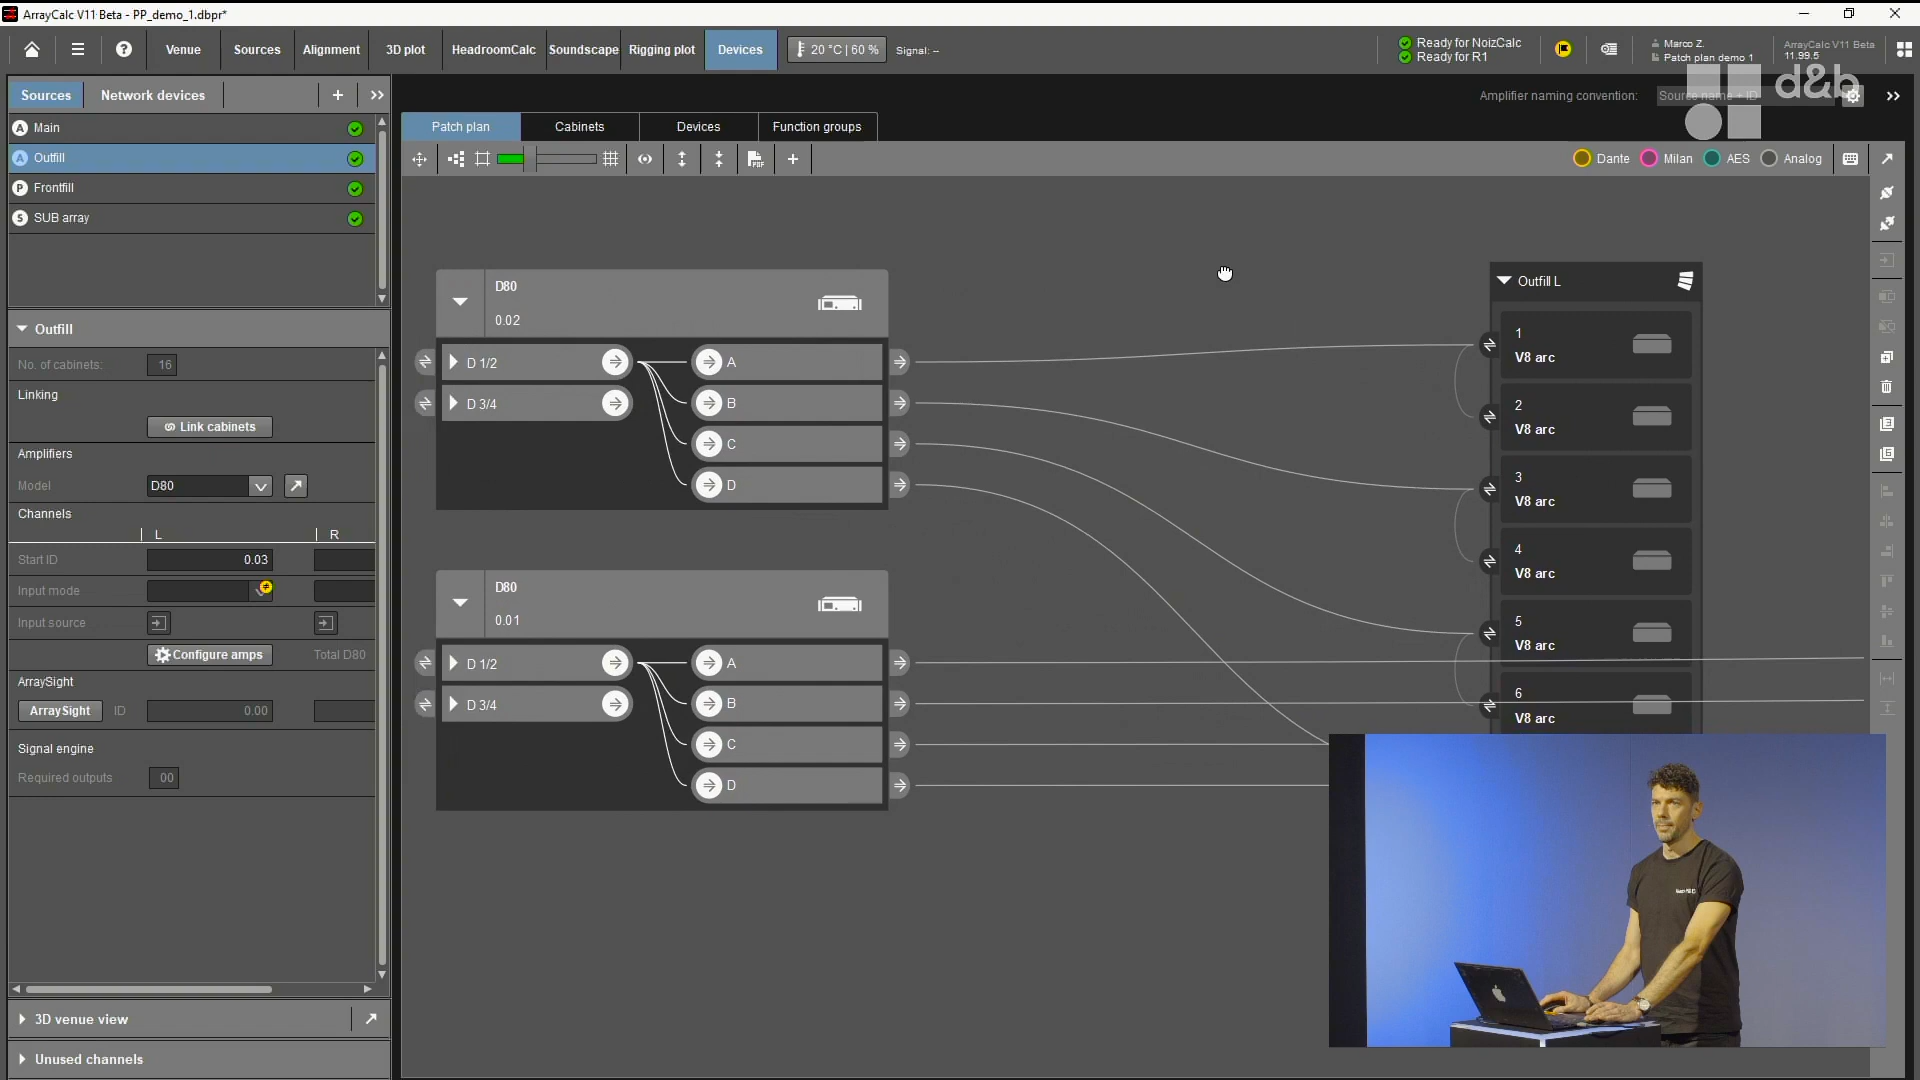 ArrayCalc V11 Beta - PP_demo_1.dbpr*
Venue
Sources
Alignment
3D plot
HeadroomCalc
Soundscape
Rigging plot
Devices
20 °C | 60 %
Signal: --
Ready for NoizCalc
Ready for R1
Marco Z.
Patch plan demo 1
ArrayCalc V11 Beta
11.99.5
d&b
Sources
Network devices
Amplifier naming convention:
Source name + ID
A Main
A Outfill
P Frontfill
S SUB array
Patch plan
Cabinets
Devices
Function groups
PDF
Dante
Milan
AES
Analog
Outfill
No. of cabinets:
16
Linking
Link cabinets
Amplifiers
Model
D80
Channels
L
R
Start ID
0.03
Input mode
Input source
Configure amps
Total D80
ArraySight
ArraySight
ID
0.00
Signal engine
Required outputs
00
3D venue view
Unused channels
D80
0.02
D 1/2
D 3/4
A
B
C
D
D80
0.01
D 1/2
D 3/4
A
B
C
D
Outfill L
1
V8 arc
2
V8 arc
3
V8 arc
4
V8 arc
5
V8 arc
6
V8 arc